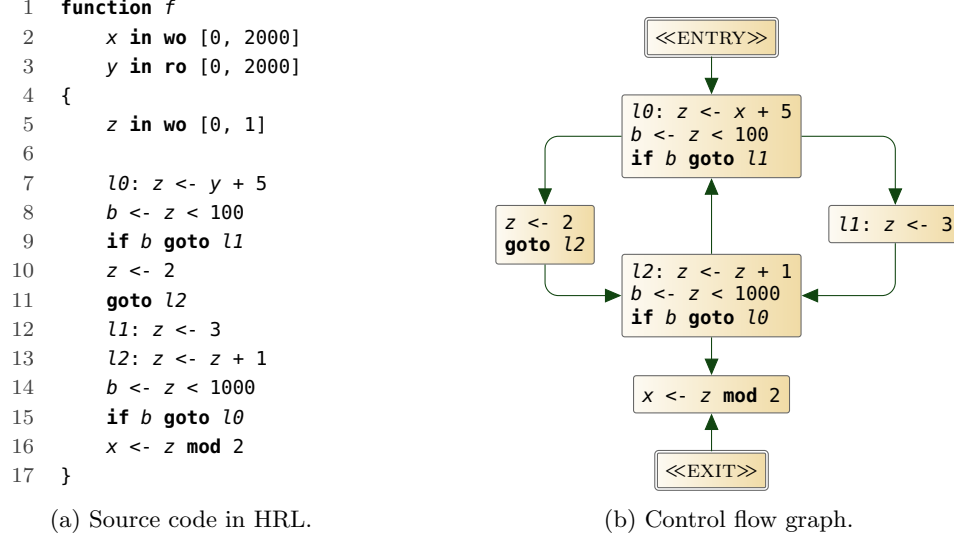 1 function f
2 x in wo [0, 2000]
3 y in ro [0, 2000]
4 {
5 z in wo [0, 1]
6
7 l0: z <- y + 5
8 b <- z < 100
9 if b goto l1
10 z <- 2
11 goto l2
12 l1: z <- 3
13 l2: z <- z + 1
14 b <- z < 1000
15 if b goto l0
16 x <- z mod 2
17 }
(a) Source code in HRL.
≪ENTRY≫
l0: z <- x + 5
b <- z < 100
if b goto l1
z <- 2
goto l2
l1: z <- 3
l2: z <- z + 1
b <- z < 1000
if b goto l0
x <- z mod 2
≪EXIT≫
(b) Control flow graph.